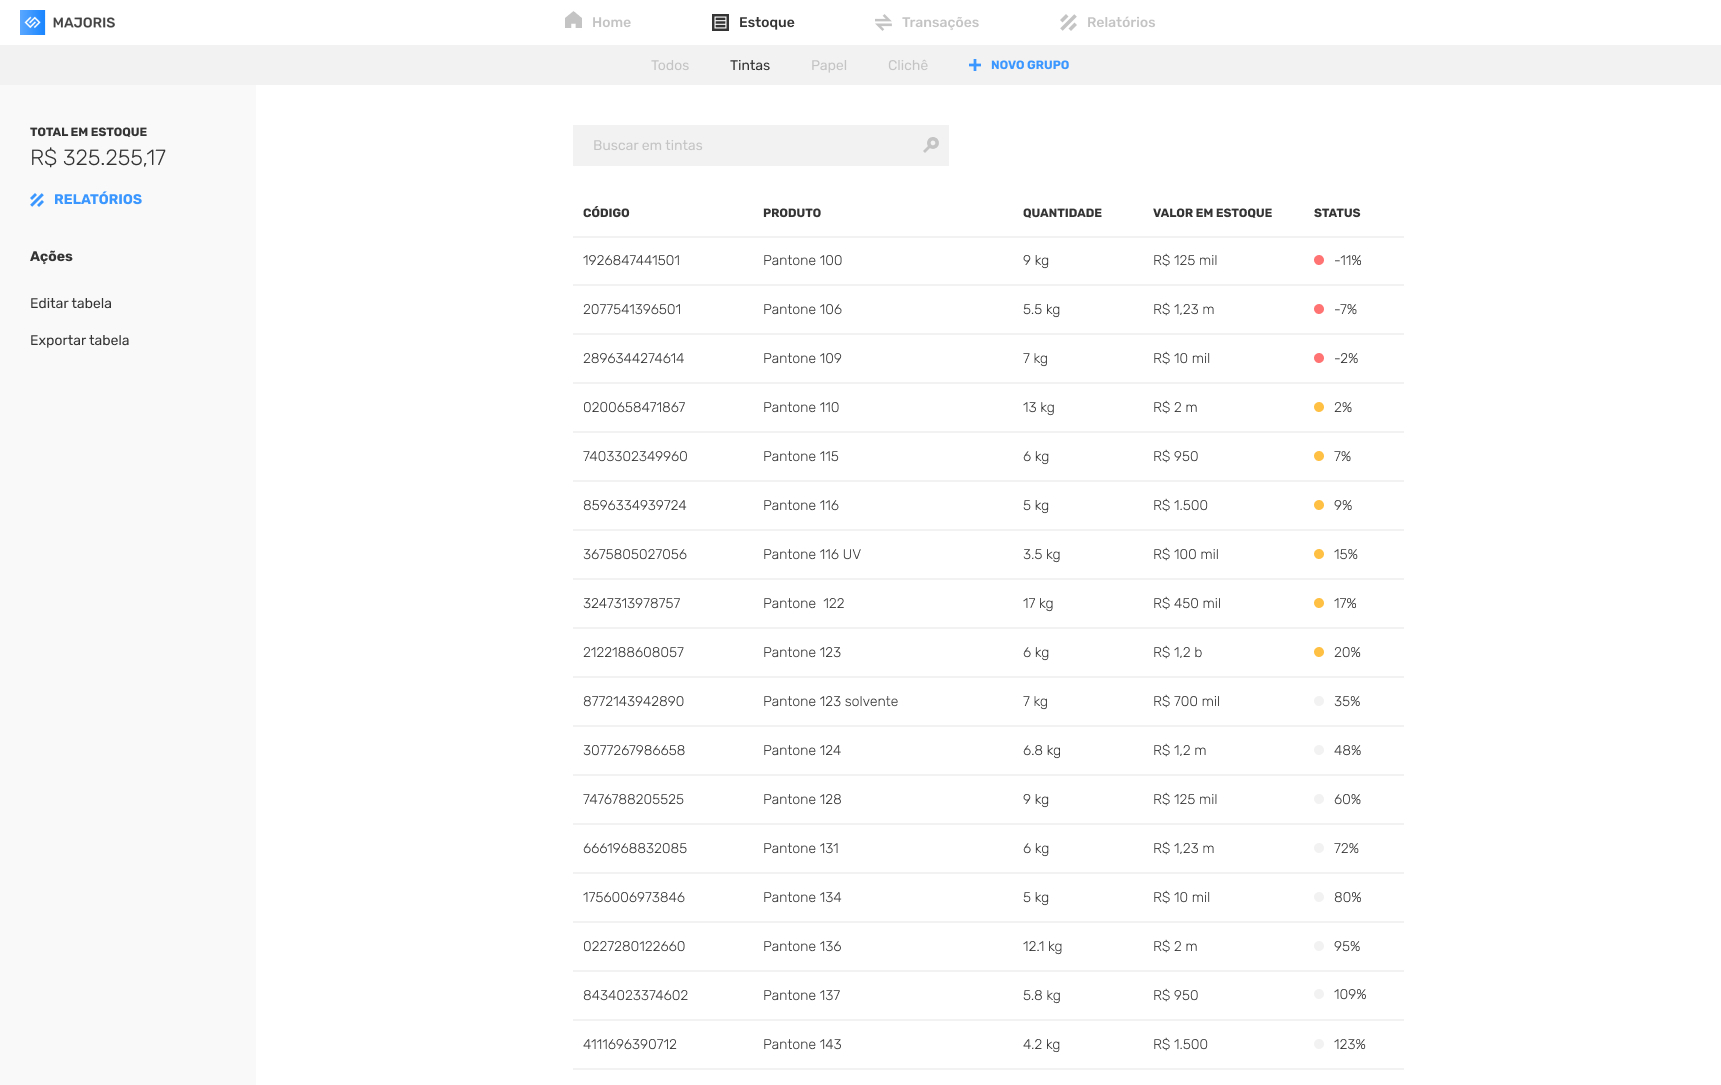 MAJORIS Home Estoque Transações Relatórios
Todos Tintas Papel Clichê NOVO GRUPO
TOTAL EM ESTOQUE
R$ 325.255,17
RELATÓRIOS
Ações
Editar tabela
Exportar tabela
Buscar em tintas
CÓDIGO PRODUTO QUANTIDADE VALOR EM ESTOQUE STATUS
1926847441501 Pantone 100 9 kg R$ 125 mil -11%
2077541396501 Pantone 106 5.5 kg R$ 1,23 m -7%
2896344274614 Pantone 109 7 kg R$ 10 mil -2%
0200658471867 Pantone 110 13 kg R$ 2 m 2%
7403302349960 Pantone 115 6 kg R$ 950 7%
8596334939724 Pantone 116 5 kg R$ 1.500 9%
3675805027056 Pantone 116 UV 3.5 kg R$ 100 mil 15%
3247313978757 Pantone 122 17 kg R$ 450 mil 17%
2122188608057 Pantone 123 6 kg R$ 1,2 b 20%
8772143942890 Pantone 123 solvente 7 kg R$ 700 mil 35%
3077267986658 Pantone 124 6.8 kg R$ 1,2 m 48%
7476788205525 Pantone 128 9 kg R$ 125 mil 60%
6661968832085 Pantone 131 6 kg R$ 1,23 m 72%
1756006973846 Pantone 134 5 kg R$ 10 mil 80%
0227280122660 Pantone 136 12.1 kg R$ 2 m 95%
8434023374602 Pantone 137 5.8 kg R$ 950 109%
4111696390712 Pantone 143 4.2 kg R$ 1.500 123%